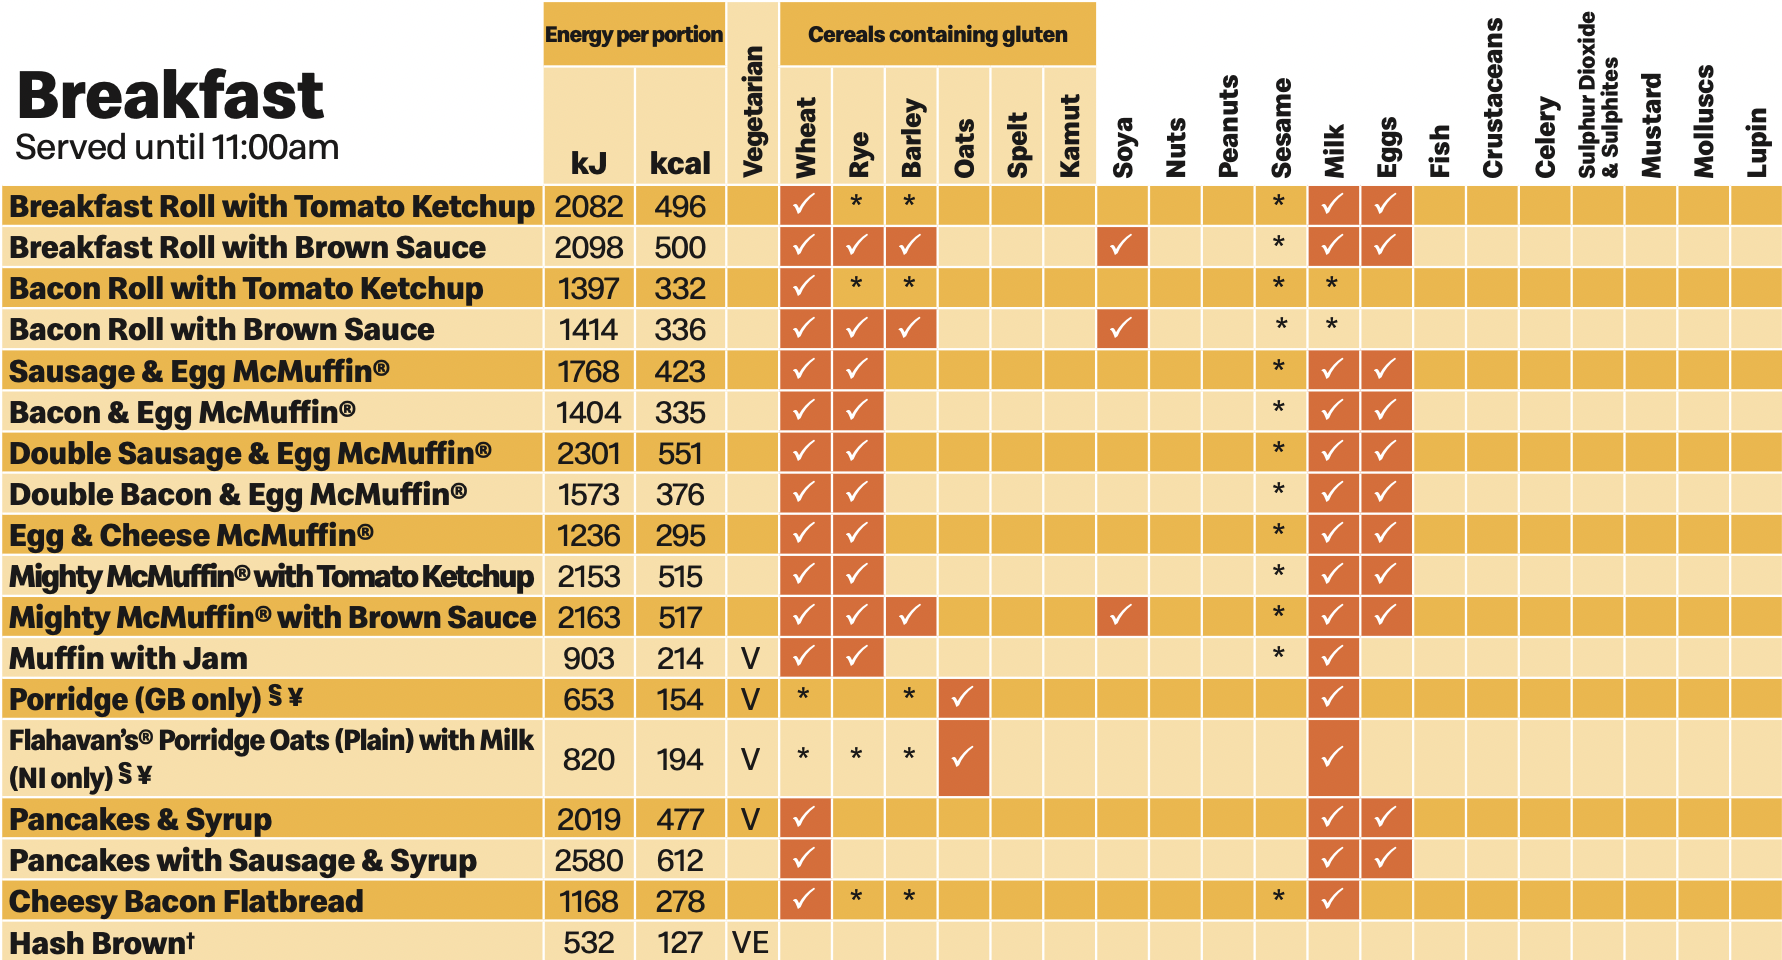 Energy per portion Cereals containing gluten
Breakfast
Served until 11:00am
kJ kcal Vegetarian Wheat Rye Barley Oats Spelt Kamut Soya Nuts Peanuts Sesame Milk Eggs Fish Crustaceans Celery Sulphur Dioxide & Sulphites Mustard Molluscs Lupin
Breakfast Roll with Tomato Ketchup 2082 496 ✓ * * * ✓ ✓
Breakfast Roll with Brown Sauce 2098 500 ✓ ✓ ✓ ✓ * ✓ ✓
Bacon Roll with Tomato Ketchup 1397 332 ✓ * * * *
Bacon Roll with Brown Sauce 1414 336 ✓ ✓ ✓ ✓ * *
Sausage & Egg McMuffin® 1768 423 ✓ ✓ * ✓ ✓
Bacon & Egg McMuffin® 1404 335 ✓ ✓ * ✓ ✓
Double Sausage & Egg McMuffin® 2301 551 ✓ ✓ * ✓ ✓
Double Bacon & Egg McMuffin® 1573 376 ✓ ✓ * ✓ ✓
Egg & Cheese McMuffin® 1236 295 ✓ ✓ * ✓ ✓
Mighty McMuffin® with Tomato Ketchup 2153 515 ✓ ✓ * ✓ ✓
Mighty McMuffin® with Brown Sauce 2163 517 ✓ ✓ ✓ ✓ * ✓ ✓
Muffin with Jam 903 214 V ✓ ✓ * ✓
Porridge (GB only) § ¥ 653 154 V * * ✓ ✓
Flahavan's® Porridge Oats (Plain) with Milk
(NI only) § ¥ 820 194 V * * * ✓ ✓
Pancakes & Syrup 2019 477 V ✓ ✓ ✓
Pancakes with Sausage & Syrup 2580 612 ✓ ✓ ✓
Cheesy Bacon Flatbread 1168 278 ✓ * * * ✓
Hash Brown† 532 127 VE